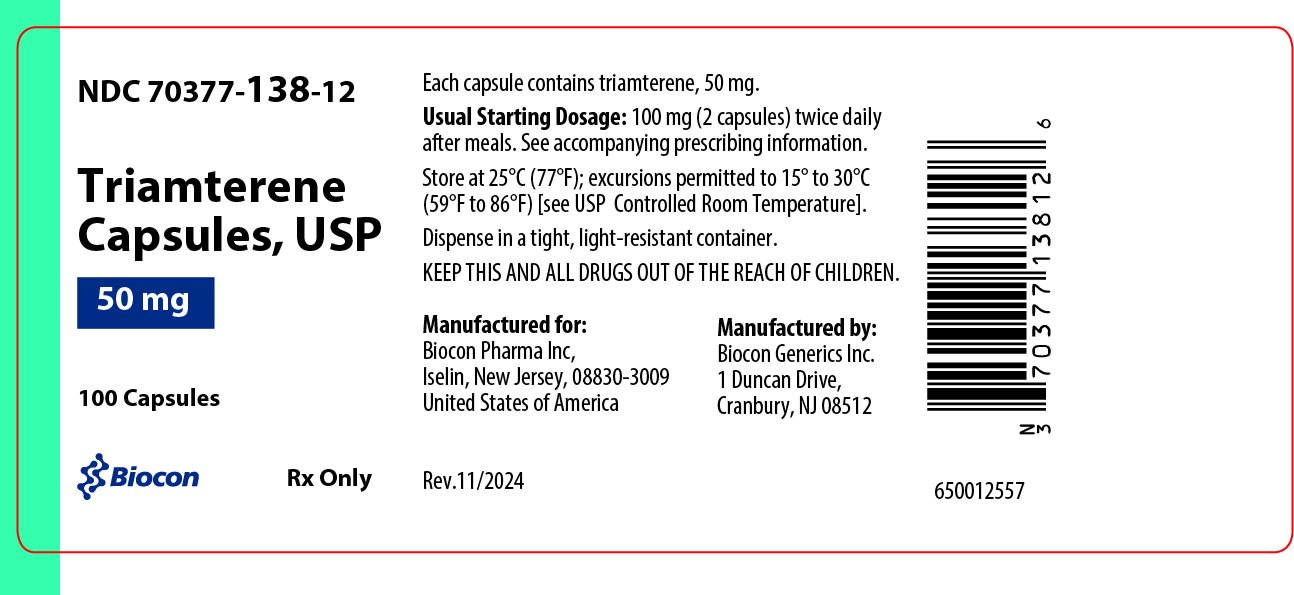 NDC 70377-138-12
Triamterene
Capsules, USP
50 mg
100 Capsules
Biocon
Rx Only
Each capsule contains triamterene, 50 mg.
Usual Starting Dosage: 100 mg (2 capsules) twice daily
after meals. See accompanying prescribing information.
Store at 25°C (77°F); excursions permitted to 15° to 30°C
(59°F to 86°F) [see USP  Controlled Room Temperature].
Dispense in a tight, light-resistant container.
KEEP THIS AND ALL DRUGS OUT OF THE REACH OF CHILDREN.
Manufactured for:
Biocon Pharma Inc,
Iselin, New Jersey, 08830-3009
United States of America
Manufactured by:
Biocon Generics Inc.
1 Duncan Drive,
Cranbury, NJ 08512
Rev.11/2024
N
3 70377 13812 6
650012557